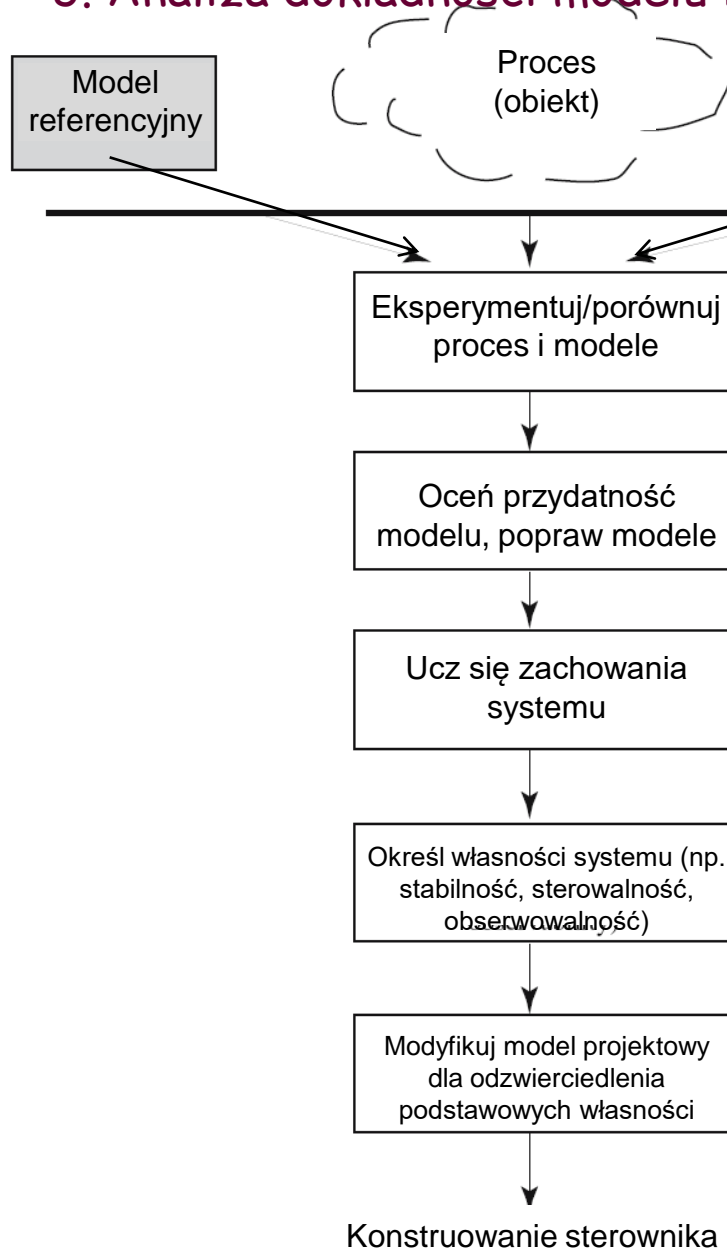 Model
referencyjny
Proces
(obiekt)
Eksperymentuj/porównuj
proces i modele
Oceń przydatność
modelu, popraw modele
Ucz się zachowania
systemu
Określ własności systemu (np.
stabilność, sterowalność,
obserwowalność)
Modyfikuj model projektowy
dla odzwierciedlenia
podstawowych własności
Konstruowanie sterownika